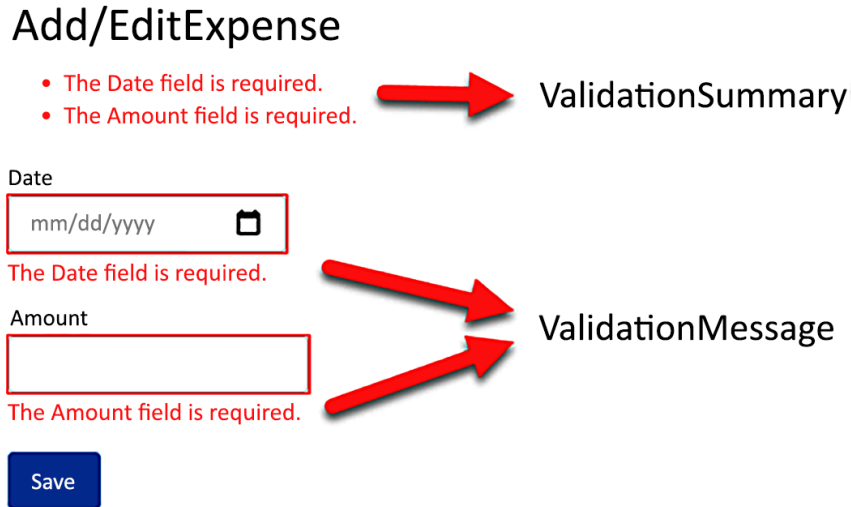 Add/EditExpense
• The Date field is required.
• The Amount field is required.
ValidationSummary
Date
mm/dd/yyyy
The Date field is required.
Amount
ValidationMessage
The Amount field is required.
Save